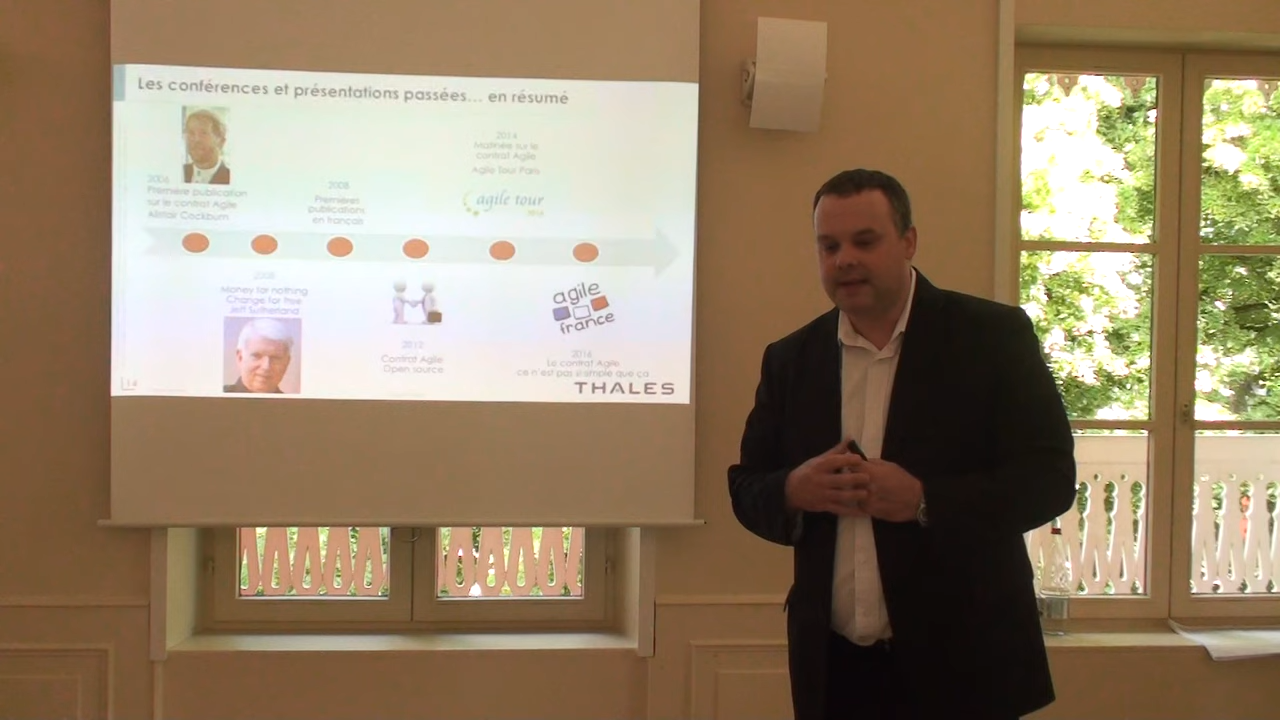 Les conférences et présentations passées... en résumé
2006
Première publication
sur le contrat Agile
Alistair Cockburn
2008
Premières
publications
en français
2014
Matinée sur le
contrat Agile
Agile Tour Paris
agile tour
2008
Money for nothing
Change for free
Jeff Sutherland
2012
Contrat Agile
Open source
agile
france
2016
Le contrat Agile
ce n'est pas si simple que ça
THALES